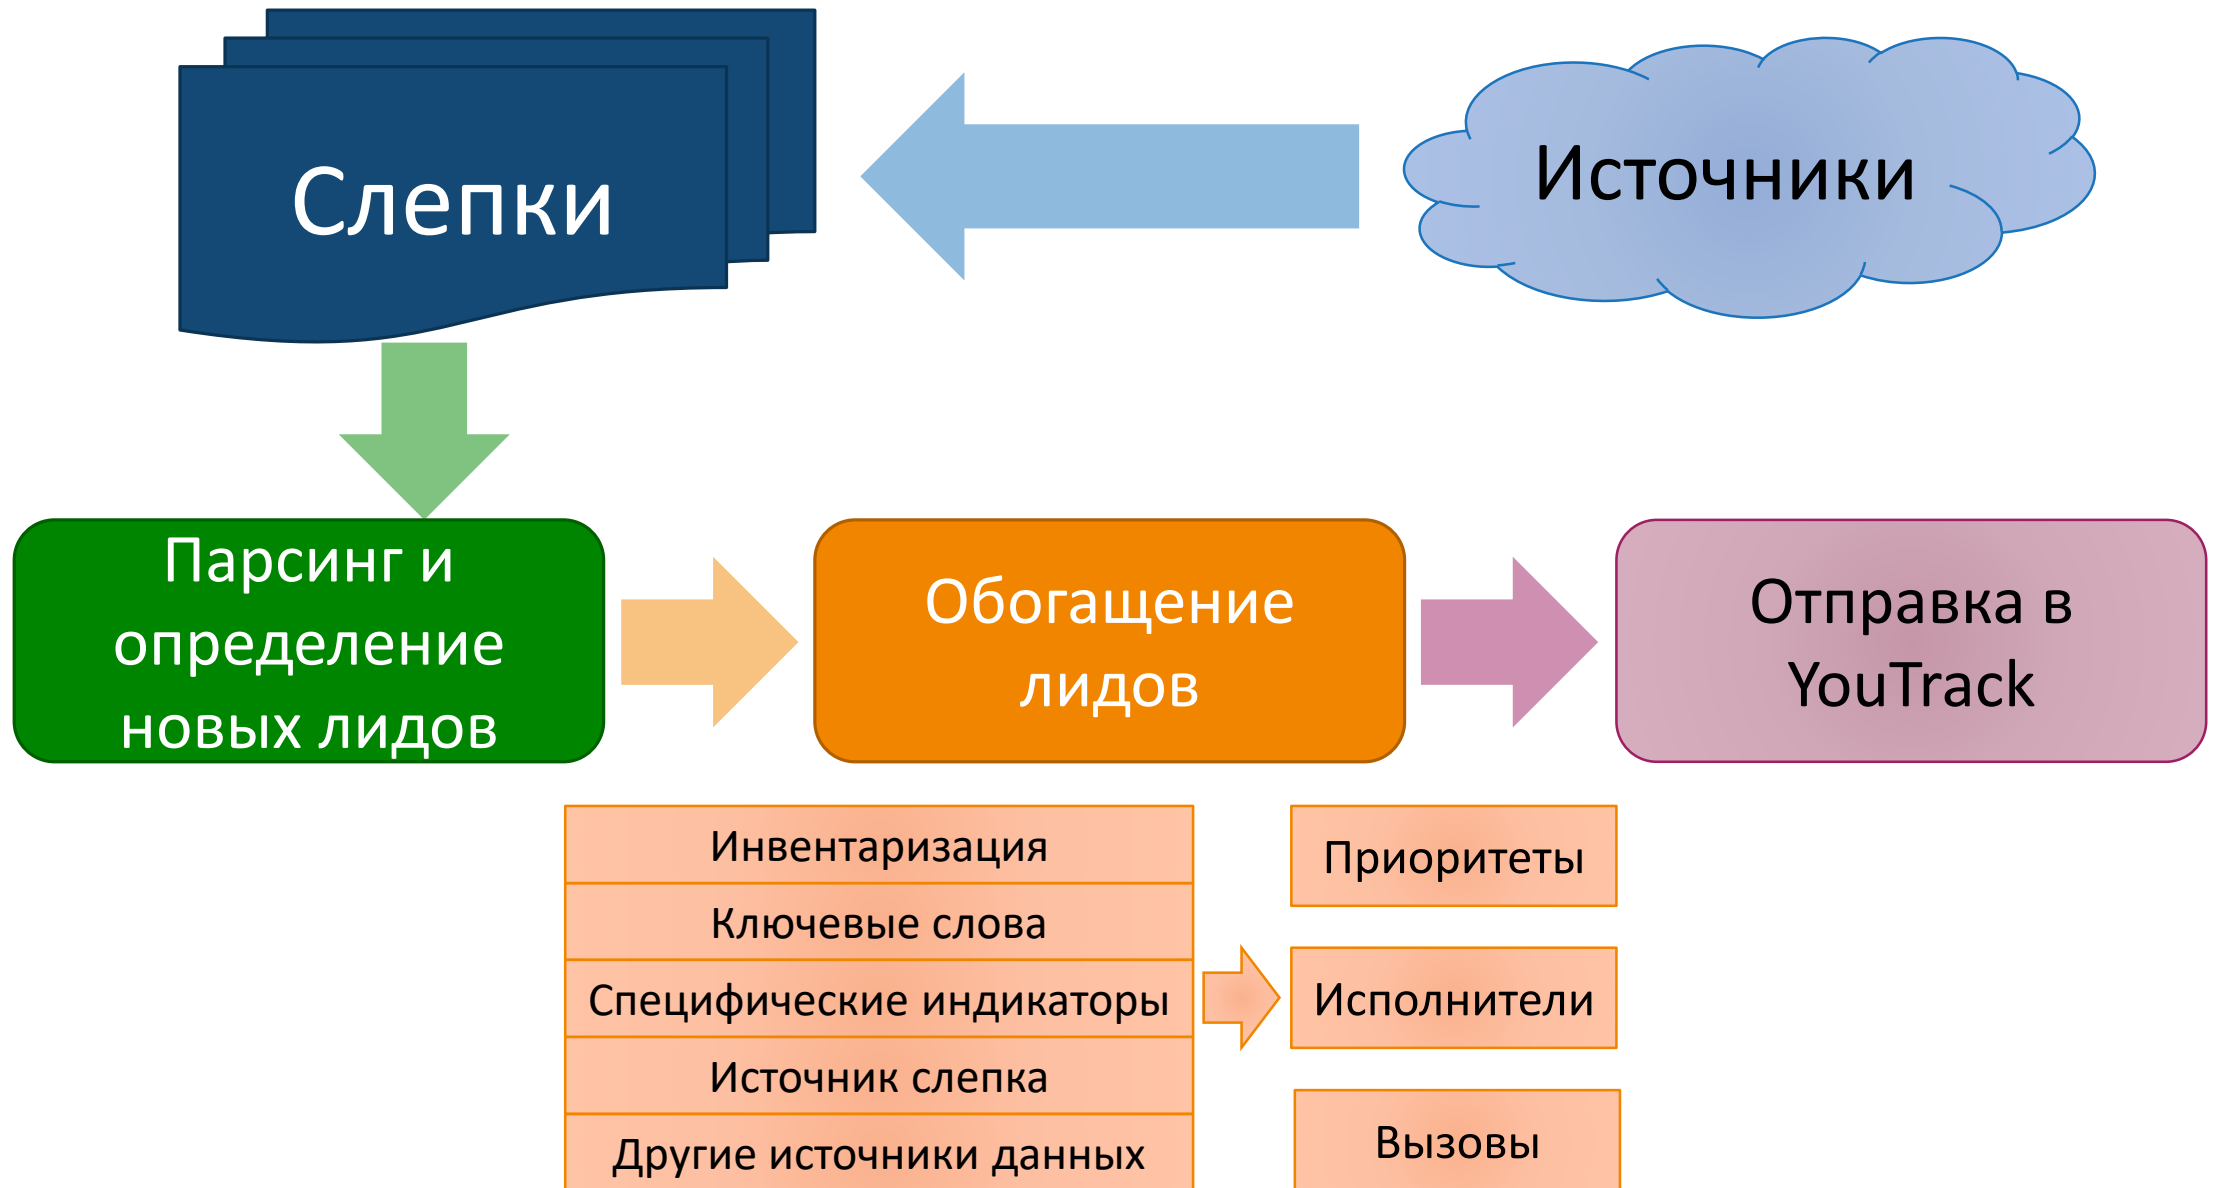 Слепки
Источники
Парсинг и
определение
новых лидов
Обогащение
лидов
Отправка в
YouTrack
Инвентаризация
Ключевые слова
Специфические индикаторы
Источник слепка
Другие источники данных
Приоритеты
Исполнители
Вызовы